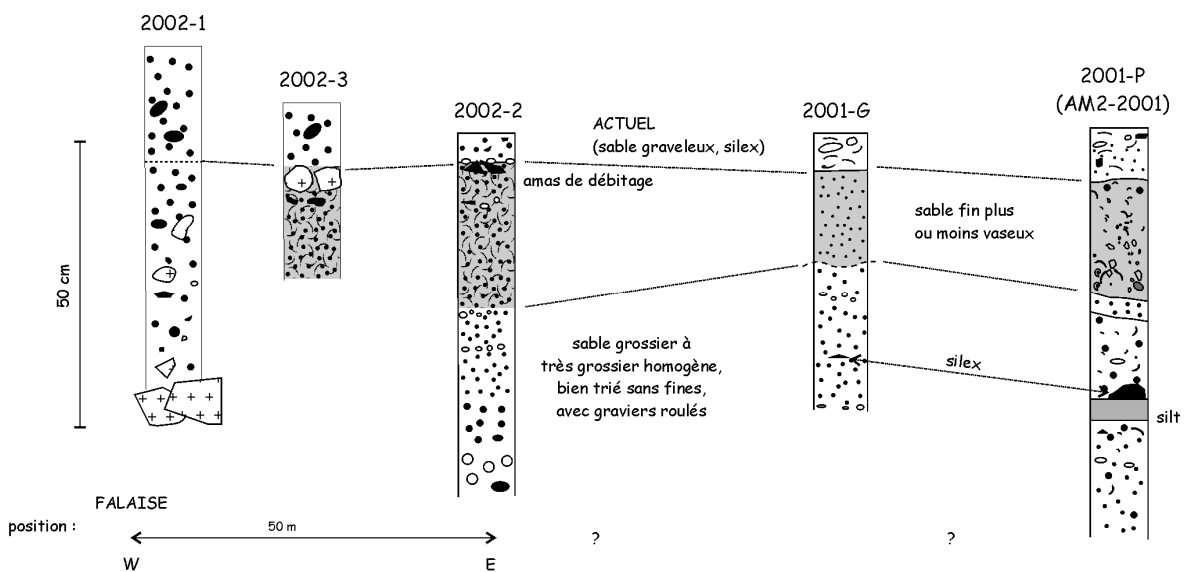 2002-1
2002-3
2002-2
2001-G
2001-P
(AM2-2001)
ACTUEL
(sable graveleux, silex)
amas de débitage
sable fin plus
ou moins vaseux
50 cm
sable grossier à
très grossier homogène,
bien trié sans fines,
avec graviers roulés
silex
silt
FALAISE
position :
50 m
?
?
W
E